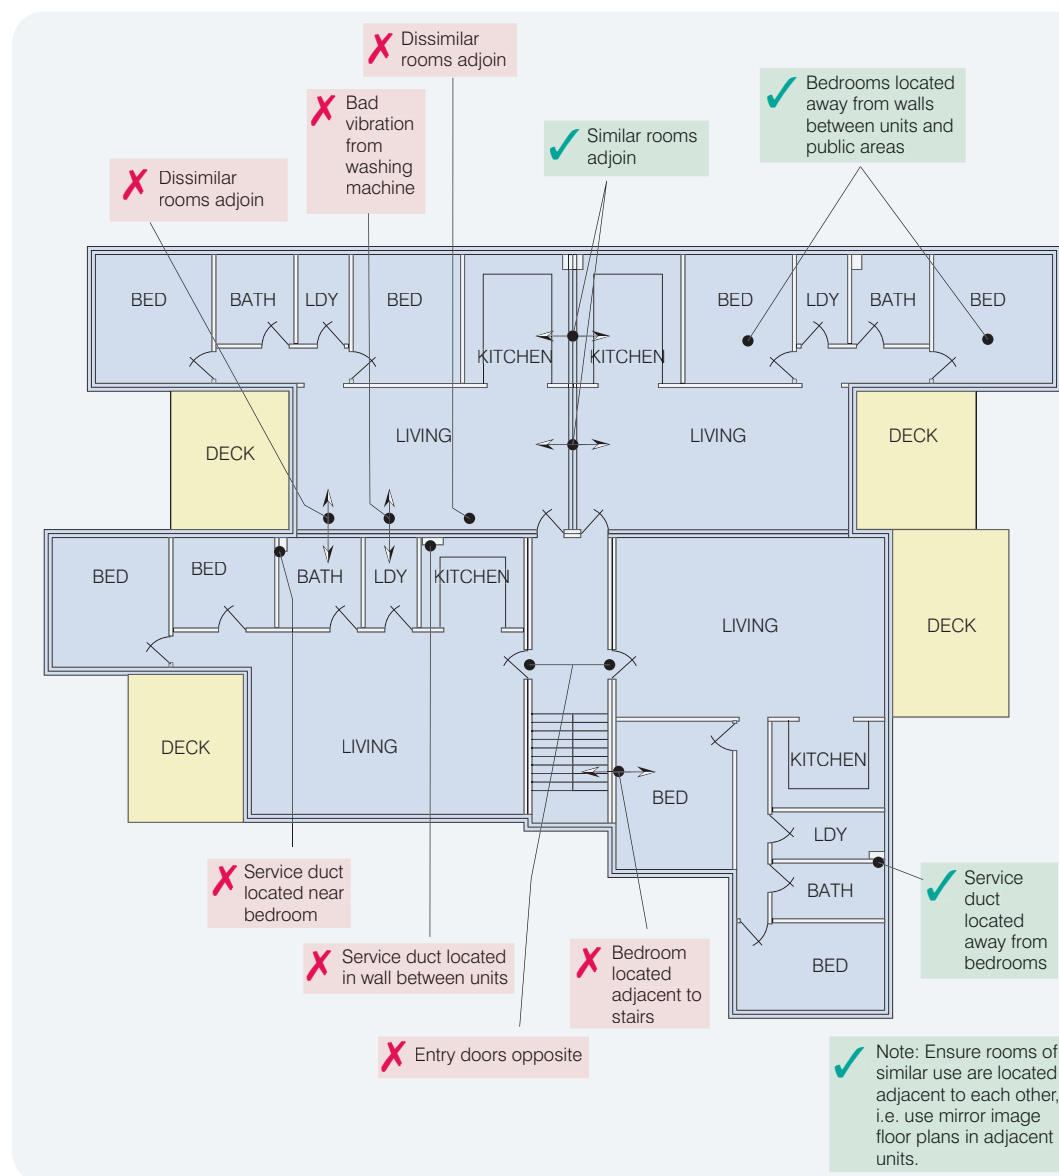 Dissimilar
rooms adjoin
Bad
vibration
from
washing
machine
Dissimilar
rooms adjoin
Similar rooms
adjoin
Bedrooms located
away from walls
between units and
public areas
BED
BATH
LDY
BED
KITCHEN
KITCHEN
BED
LDY
BATH
BED
DECK
LIVING
LIVING
DECK
BED
BED
BATH
LDY
KITCHEN
LIVING
DECK
DECK
LIVING
BED
KITCHEN
LDY
BATH
BED
Service duct
located near
bedroom
Service duct located
in wall between units
Bedroom
located
adjacent to
stairs
Service
duct
located
away from
bedrooms
Entry doors opposite
Note: Ensure rooms of
similar use are located
adjacent to each other,
i.e. use mirror image
floor plans in adjacent
units.